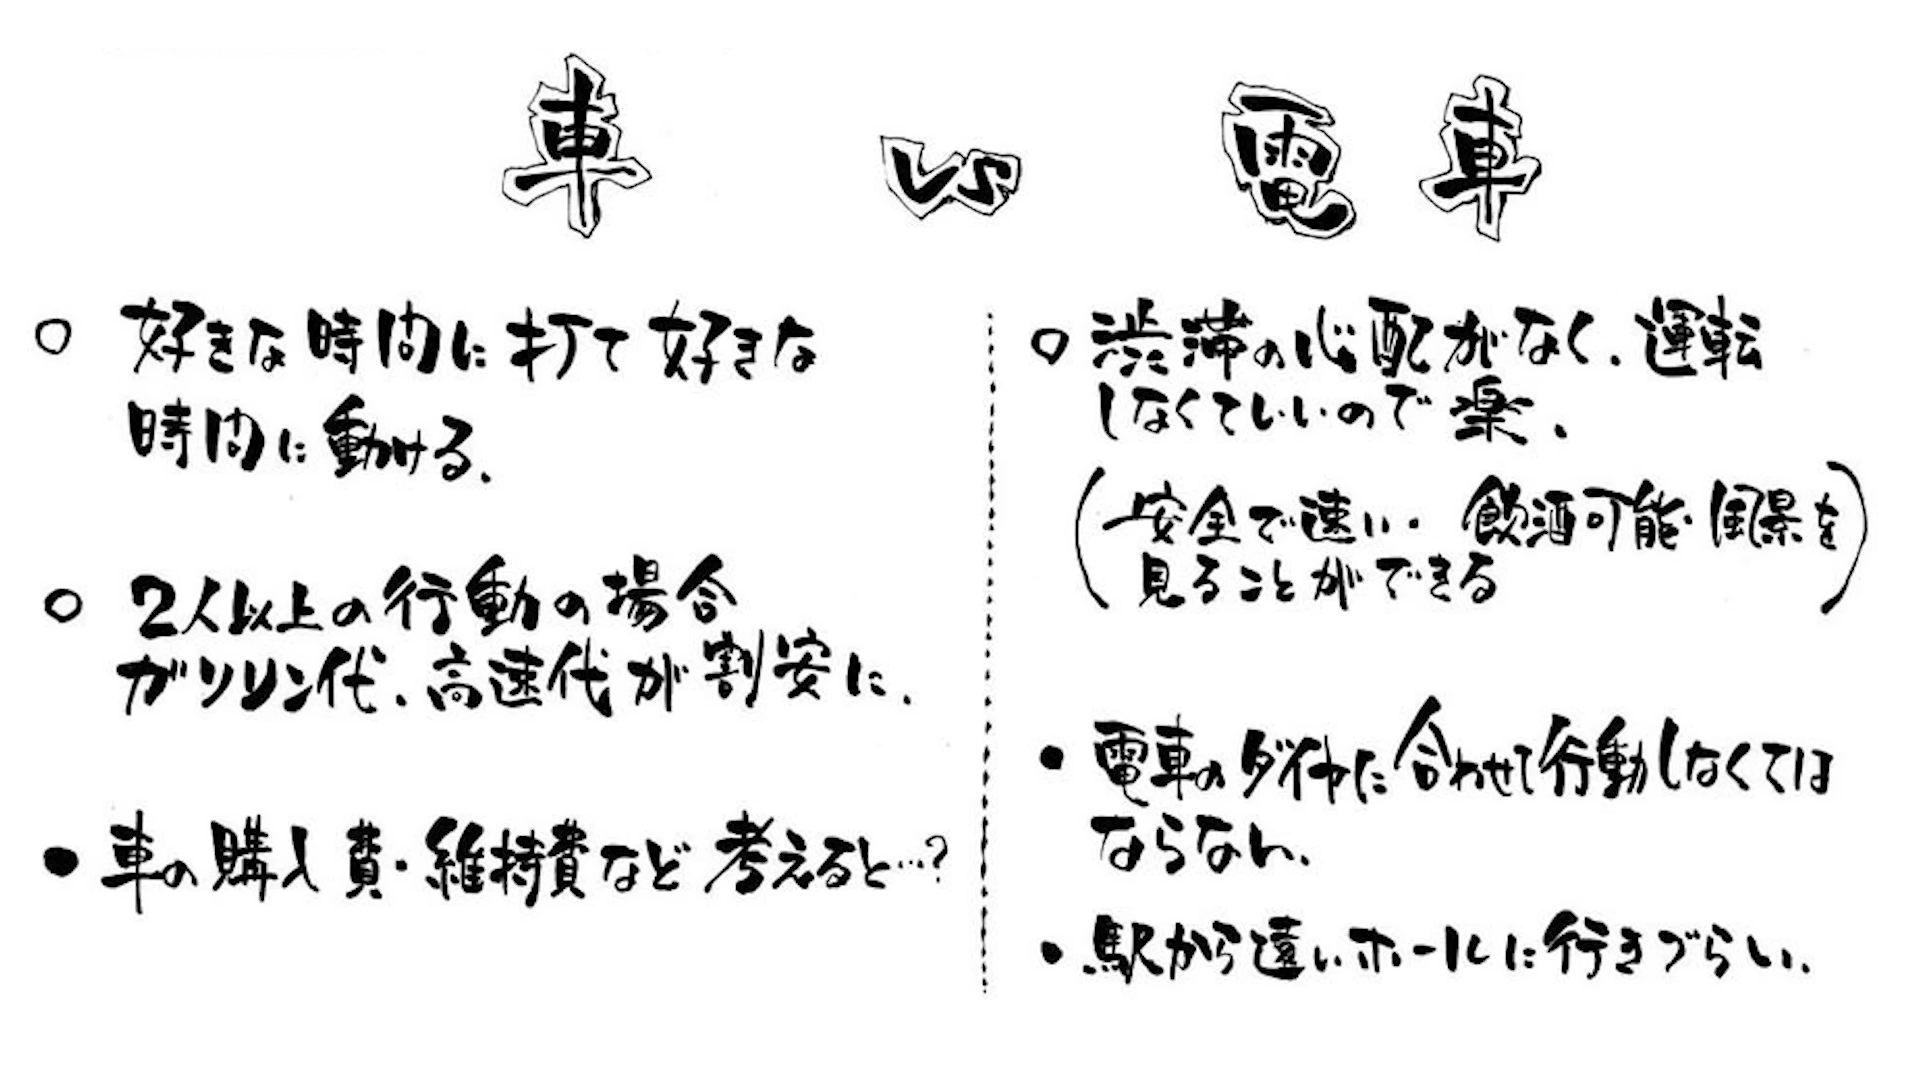 車 vs 電車
○ 好きな時間に打て好きな
時間に動ける.
○ 2人以上の行動の場合
ガソリン代、高速代が割安に.
● 車の購入費・維持費など考えると…?
○ 渋滞の心配がなく、運転
しなくていいので楽.
(安全で速い・飲酒可能・風景を
見ることができる)
● 電車のダイヤに合わせて行動しなくては
ならない.
● 駅から遠いホールに行きづらい.